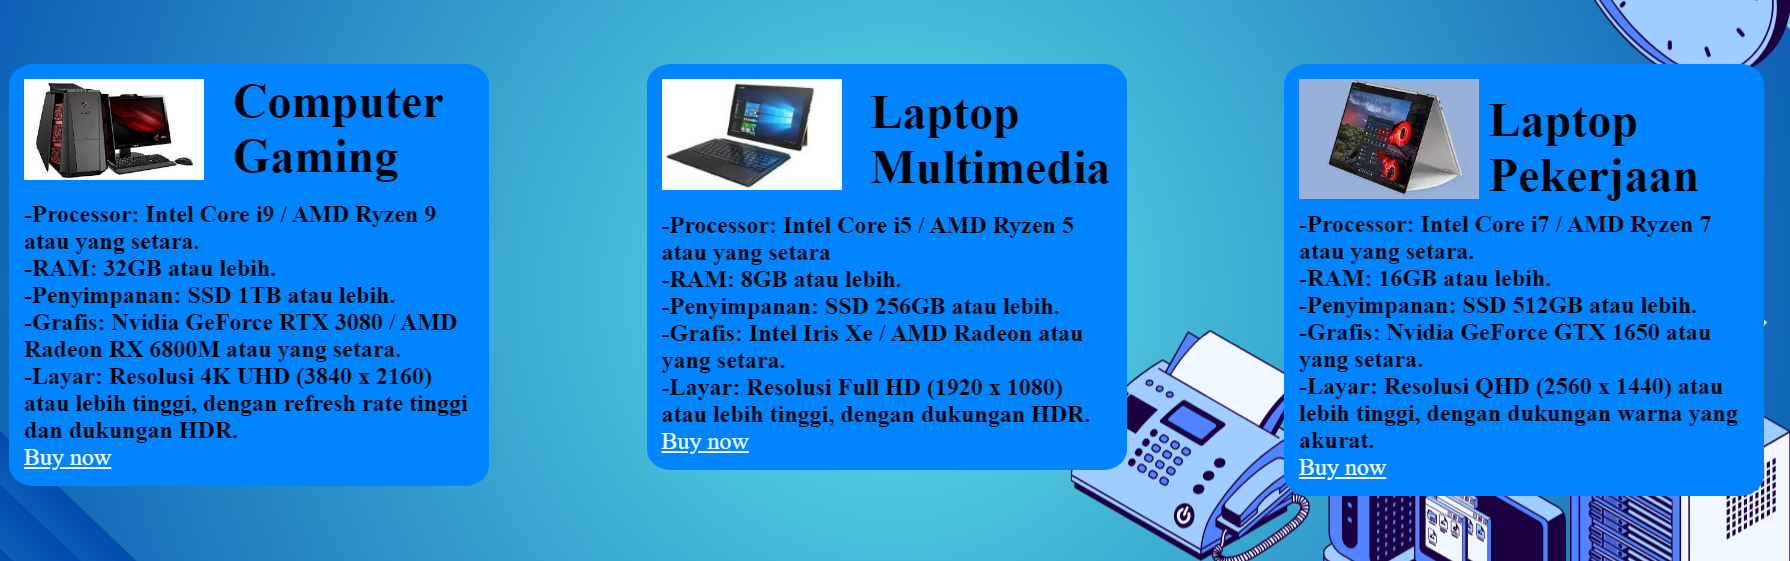 Computer
Gaming
-Processor: Intel Core i9 / AMD Ryzen 9
atau yang setara.
-RAM: 32GB atau lebih.
-Penyimpanan: SSD 1TB atau lebih.
-Grafis: Nvidia GeForce RTX 3080 / AMD
Radeon RX 6800M atau yang setara.
-Layar: Resolusi 4K UHD (3840 x 2160)
atau lebih tinggi, dengan refresh rate tinggi
dan dukungan HDR.
Buy now
Laptop
Multimedia
-Processor: Intel Core i5 / AMD Ryzen 5
atau yang setara
-RAM: 8GB atau lebih.
-Penyimpanan: SSD 256GB atau lebih.
-Grafis: Intel Iris Xe / AMD Radeon atau
yang setara.
-Layar: Resolusi Full HD (1920 x 1080)
atau lebih tinggi, dengan dukungan HDR.
Buy now
Laptop
Pekerjaan
-Processor: Intel Core i7 / AMD Ryzen 7
atau yang setara.
-RAM: 16GB atau lebih.
-Penyimpanan: SSD 512GB atau lebih.
-Grafis: Nvidia GeForce GTX 1650 atau
yang setara.
-Layar: Resolusi QHD (2560 x 1440) atau
lebih tinggi, dengan dukungan warna yang
akurat.
Buy now